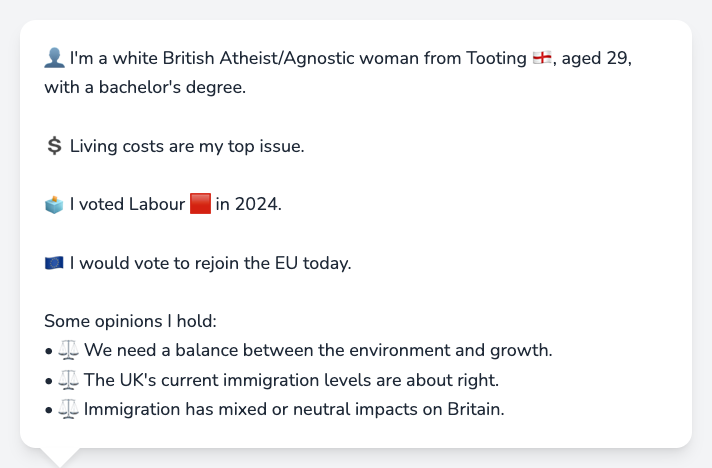 👤 I'm a white British Atheist/Agnostic woman from Tooting 🏴󠁧󠁢󠁥󠁮󠁧󠁿, aged 29,
with a bachelor's degree.
💲 Living costs are my top issue.
🗳️ I voted Labour 🟥 in 2024.
🇪🇺 I would vote to rejoin the EU today.
Some opinions I hold:
• ⚖️ We need a balance between the environment and growth.
• ⚖️ The UK's current immigration levels are about right.
• ⚖️ Immigration has mixed or neutral impacts on Britain.